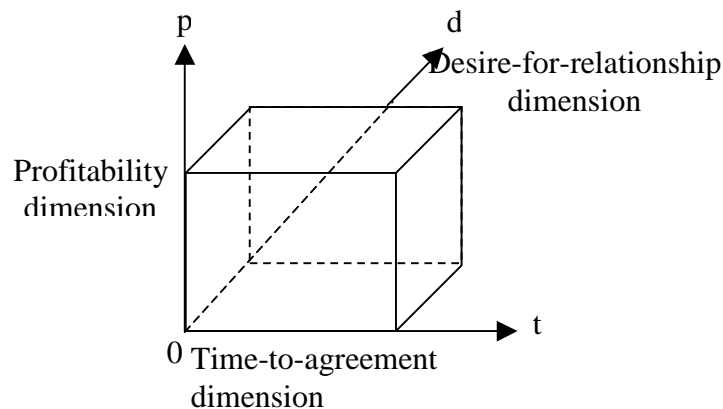 p
d
Desire-for-relationship
dimension
Profitability
dimension
t
0
Time-to-agreement
dimension